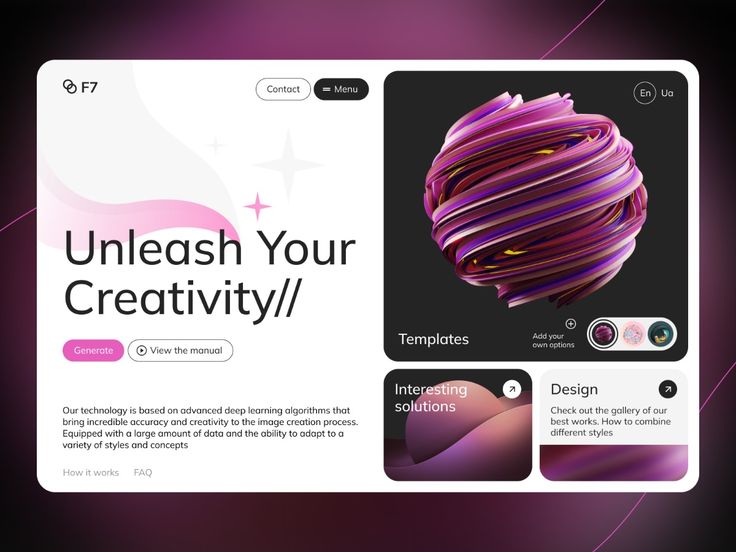 F7
Contact
Menu
En
Ua
Unleash Your
Creativity//
Generate
View the manual
Our technology is based on advanced deep learning algorithms that
bring incredible accuracy and creativity to the image creation process.
Equipped with a large amount of data and the ability to adapt to a
variety of styles and concepts
How it works
FAQ
Templates
Add your
own options
Interesting
solutions
Design
Check out the gallery of our
best works. How to combine
different styles